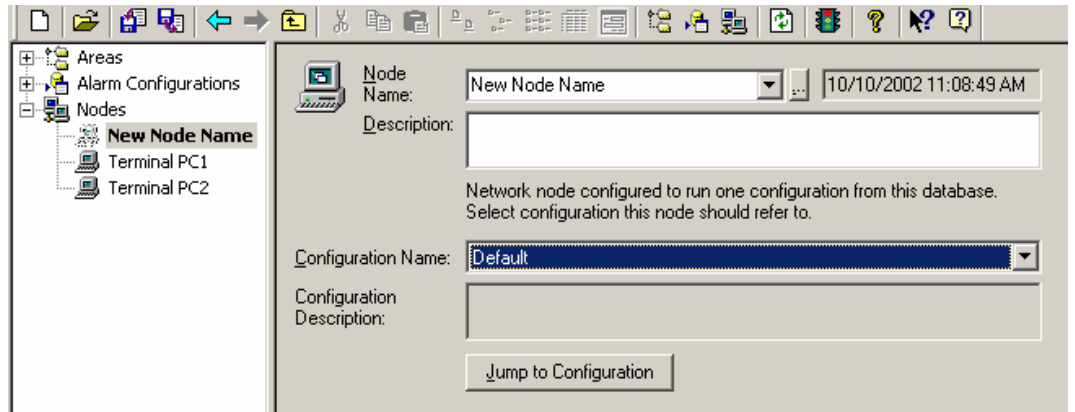 Areas
Alarm Configurations
Nodes
New Node Name
Terminal PC1
Terminal PC2
Node Name:
New Node Name
...
10/10/2002 11:08:49 AM
Description:
Network node configured to run one configuration from this database.
Select configuration this node should refer to.
Configuration Name:
Default
Configuration
Description:
Jump to Configuration